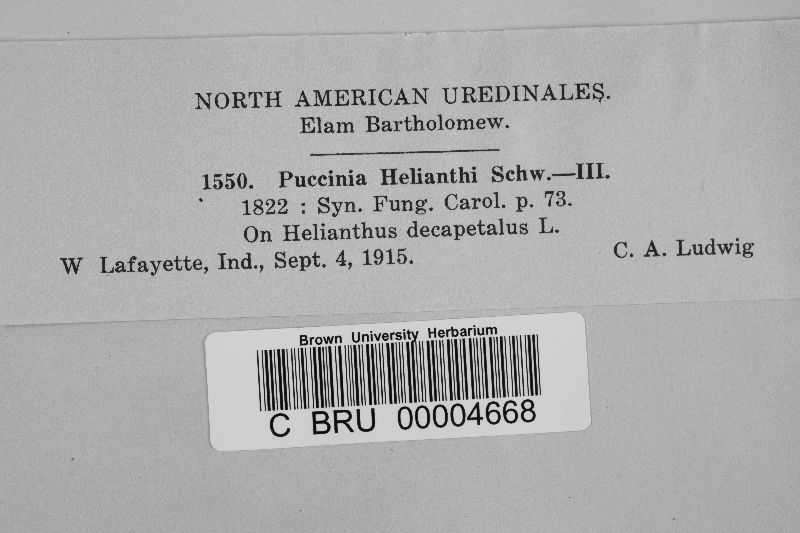 NORTH AMERICAN UREDINALES.
Elam Bartholomew.
1550. Puccinia Helianthi Schw.—III.
1822 : Syn. Fung. Carol. p. 73.
On Helianthus decapetalus L.
W Lafayette, Ind., Sept. 4, 1915. C. A. Ludwig
Brown University Herbarium
C BRU 00004668